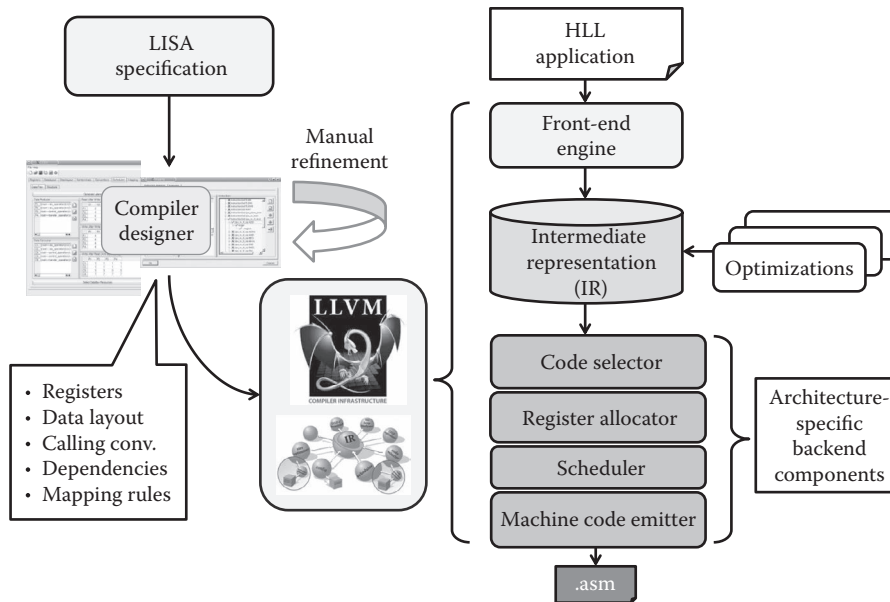 LISA
specification
Compiler
designer
Manual
refinement
• Registers
• Data layout
• Calling conv.
• Dependencies
• Mapping rules
LLVM
COMPILER INFRASTRUCTURE
IR
HLL
application
Front-end
engine
Intermediate
representation
(IR)
Optimizations
Code selector
Register allocator
Scheduler
Machine code emitter
.asm
Architecture-
specific
backend
components